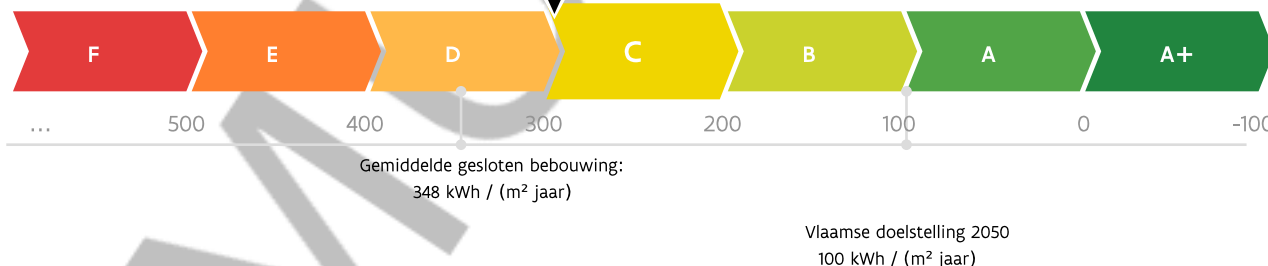 F E D C B A A+
... 500 400 300 200 100 0 -100
Gemiddelde gesloten bebouwing:
348 kWh / (m² jaar)
Vlaamse doelstelling 2050
100 kWh / (m² jaar)